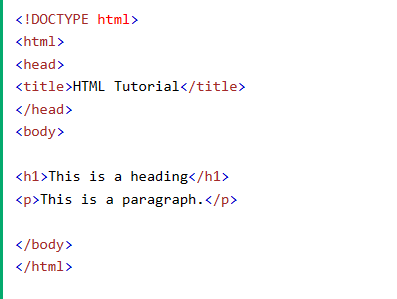 <!DOCTYPE html>
<html>
<head>
<title>HTML Tutorial</title>
</head>
<body>
<h1>This is a heading</h1>
<p>This is a paragraph.</p>
</body>
</html>